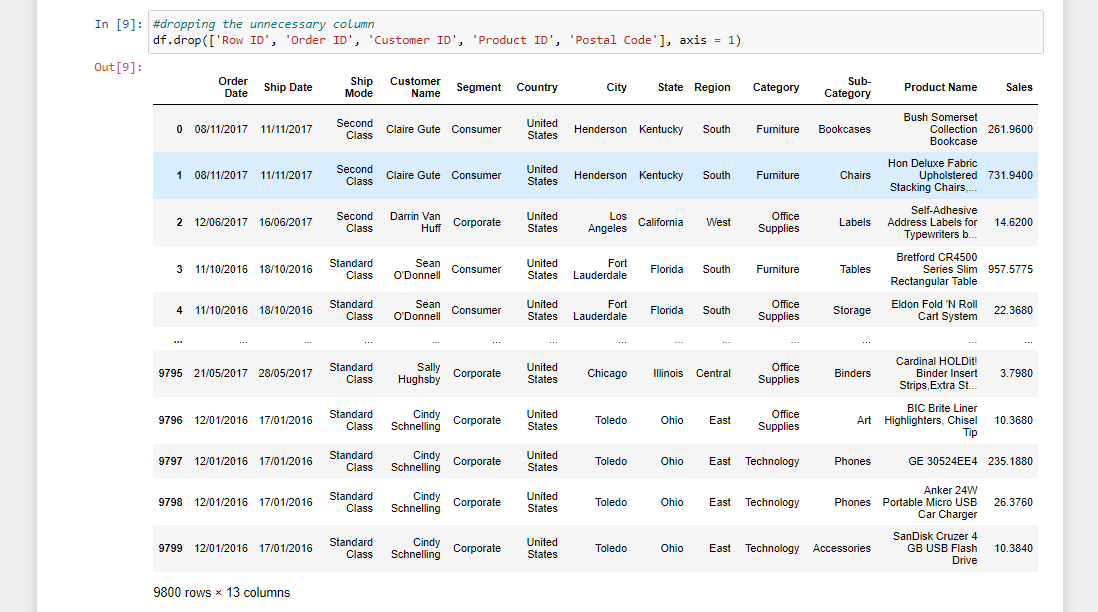 In [9]: #dropping the unnecessary column
df.drop(['Row ID', 'Order ID', 'Customer ID', 'Product ID', 'Postal Code'], axis = 1)
Out[9]:
Order Date Ship Date Ship Mode Customer Name Segment Country City State Region Category Sub-Category Product Name Sales
0 08/11/2017 11/11/2017 Second Class Claire Gute Consumer United States Henderson Kentucky South Furniture Bookcases Bush Somerset Collection Bookcase 261.9600
1 08/11/2017 11/11/2017 Second Class Claire Gute Consumer United States Henderson Kentucky South Furniture Chairs Hon Deluxe Fabric Upholstered Stacking Chairs,... 731.9400
2 12/06/2017 16/06/2017 Second Class Darrin Van Huff Corporate United States Los Angeles California West Office Supplies Labels Self-Adhesive Address Labels for Typewriters b... 14.6200
3 11/10/2016 18/10/2016 Standard Class Sean O'Donnell Consumer United States Fort Lauderdale Florida South Furniture Tables Bretford CR4500 Series Slim Rectangular Table 957.5775
4 11/10/2016 18/10/2016 Standard Class Sean O'Donnell Consumer United States Fort Lauderdale Florida South Office Supplies Storage Eldon Fold 'N Roll Cart System 22.3680
... ... ... ... ... ... ... ... ... ... ... ... ... ...
9795 21/05/2017 28/05/2017 Standard Class Sally Hughsby Corporate United States Chicago Illinois Central Office Supplies Binders Cardinal HOLDit! Binder Insert Strips,Extra St... 3.7980
9796 12/01/2016 17/01/2016 Standard Class Cindy Schnelling Corporate United States Toledo Ohio East Office Supplies Art BIC Brite Liner Highlighters, Chisel Tip 10.3680
9797 12/01/2016 17/01/2016 Standard Class Cindy Schnelling Corporate United States Toledo Ohio East Technology Phones GE 30524EE4 235.1880
9798 12/01/2016 17/01/2016 Standard Class Cindy Schnelling Corporate United States Toledo Ohio East Technology Phones Anker 24W Portable Micro USB Car Charger 26.3760
9799 12/01/2016 17/01/2016 Standard Class Cindy Schnelling Corporate United States Toledo Ohio East Technology Accessories SanDisk Cruzer 4 GB USB Flash Drive 10.3840
9800 rows × 13 columns